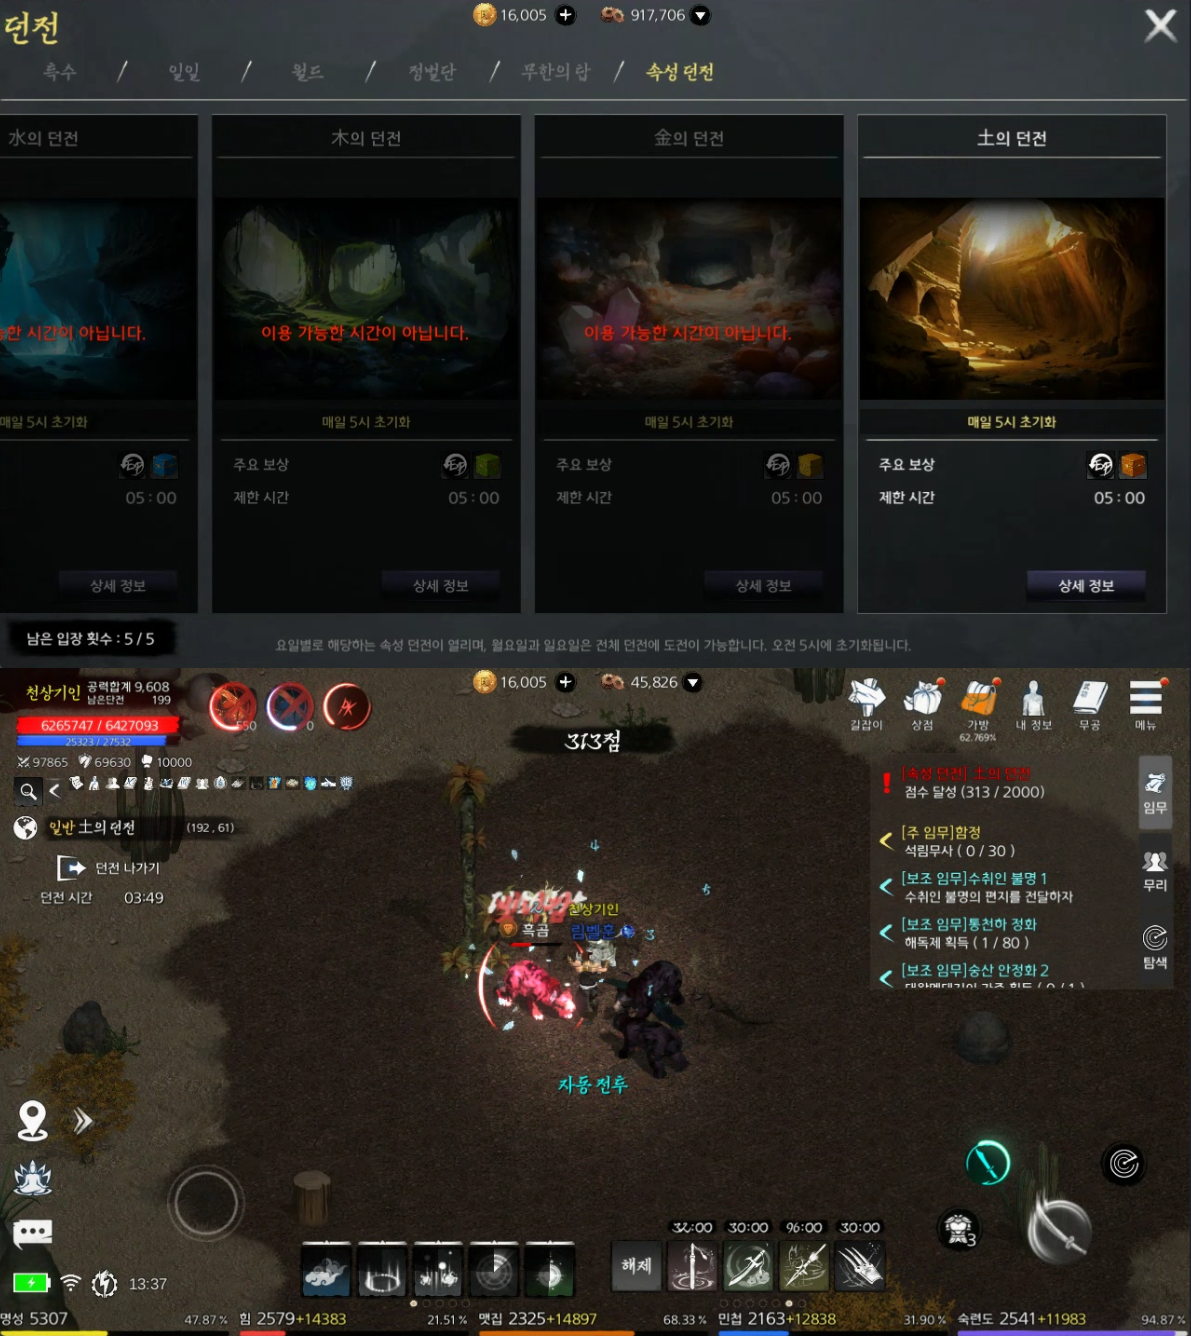 던전
16,005
917,706
흑수 / 일일 / 월드 / 정벌단 / 무한의 탑 / 속성 던전
水의 던전
木의 던전
金의 던전
土의 던전
한 시간이 아닙니다.
이용 가능한 시간이 아닙니다.
이용 가능한 시간이 아닙니다.
매일 5시 초기화
매일 5시 초기화
매일 5시 초기화
매일 5시 초기화
주요 보상
주요 보상
주요 보상
05 : 00
제한 시간 05 : 00
제한 시간 05 : 00
제한 시간 05 : 00
상세 정보
상세 정보
상세 정보
상세 정보
남은 입장 횟수 : 5 / 5
요일별로 해당하는 속성 던전이 열리며, 월요일과 일요일은 전체 던전에 도전이 가능합니다. 오전 5시에 초기화됩니다.
천상기인
공력합계 9,608
남은단전 199
6265747 / 6427093
25323 / 27532
97865 69630 10000
16,005
45,826
313점
길잡이
상점
가방
62.769%
내 정보
무공
메뉴
일반 土의 던전 (192 , 61)
던전 나가기
던전 시간 03:49
[속성 던전] 土의 던전
점수 달성 (313 / 2000)
[주 임무]함정
석림무사 ( 0 / 30 )
[보조 임무]수취인 불명 1
수취인 불명의 편지를 전달하자
[보조 임무]통천하 정화
해독제 획득 ( 1 / 80 )
[보조 임무]숭산 안정화 2
임무
무리
탐색
천상기인
흑곰
자동 전투
3
32:00
30:00
96:00
30:00
해제
13:37
명성 5307 47.87 %
힘 2579+14383 21.51 %
맷집 2325+14897 68.33 %
민첩 2163+12838 31.90 %
숙련도 2541+11983 94.87 %